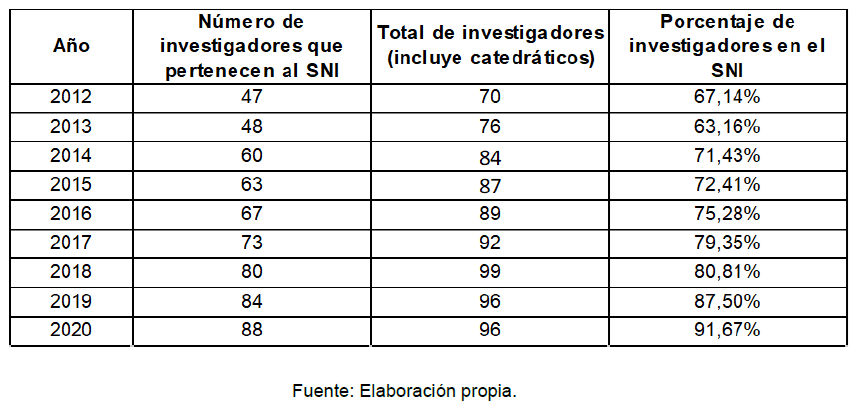 Año Número de investigadores que pertenecen al SNI Total de investigadores (incluye catedráticos) Porcentaje de investigadores en el SNI
2012 47 70 67,14%
2013 48 76 63,16%
2014 60 84 71,43%
2015 63 87 72,41%
2016 67 89 75,28%
2017 73 92 79,35%
2018 80 99 80,81%
2019 84 96 87,50%
2020 88 96 91,67%
Fuente: Elaboración propia.